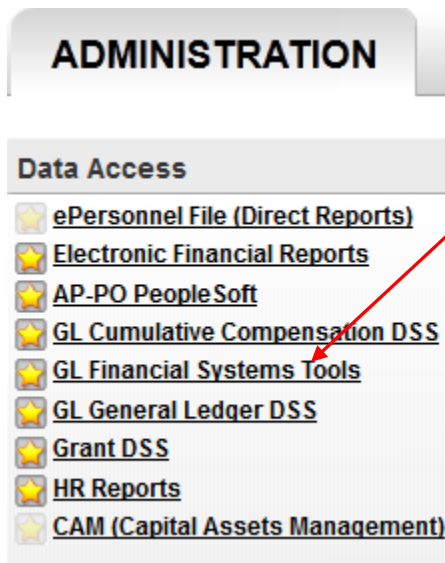 ADMINISTRATION
Data Access
ePersonnel File (Direct Reports)
Electronic Financial Reports
AP-PO PeopleSoft
GL Cumulative Compensation DSS
GL Financial Systems Tools
GL General Ledger DSS
Grant DSS
HR Reports
CAM (Capital Assets Management)